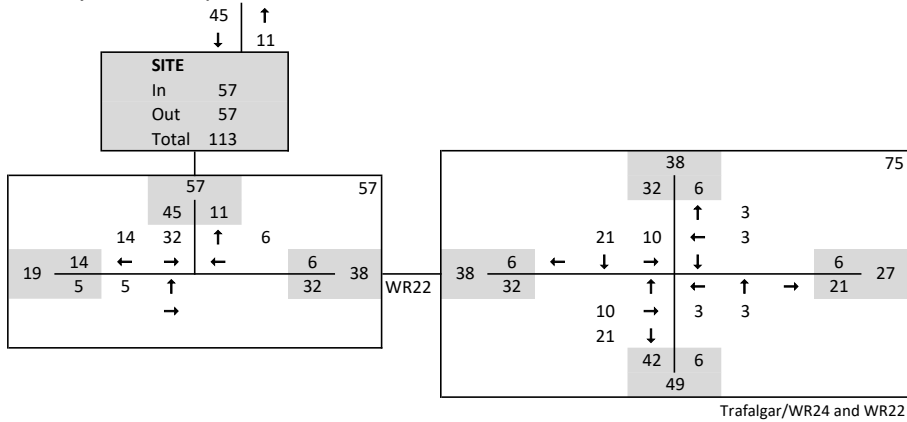 45 ↑
↓ 11
SITE
In 57
Out 57
Total 113
57 57
45 11
14 32 ↑ 6
← → ←
19 14 6 38
5 5 ↑ 32
→
WR22
38 75
32 6
↑ 3
21 10 ← 3
38 6 ← ↓ → ↓ 6 27
32 ↑ ← ↑ → 21
10 → 3 3
21 ↓
42 6
49
Trafalgar/WR24 and WR22